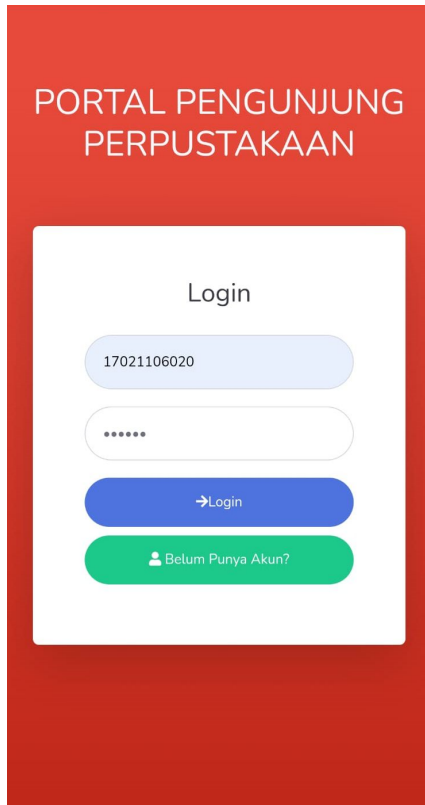 PORTAL PENGUNJUNG
PERPUSTAKAAN
Login
17021106020
••••••
Login
Belum Punya Akun?